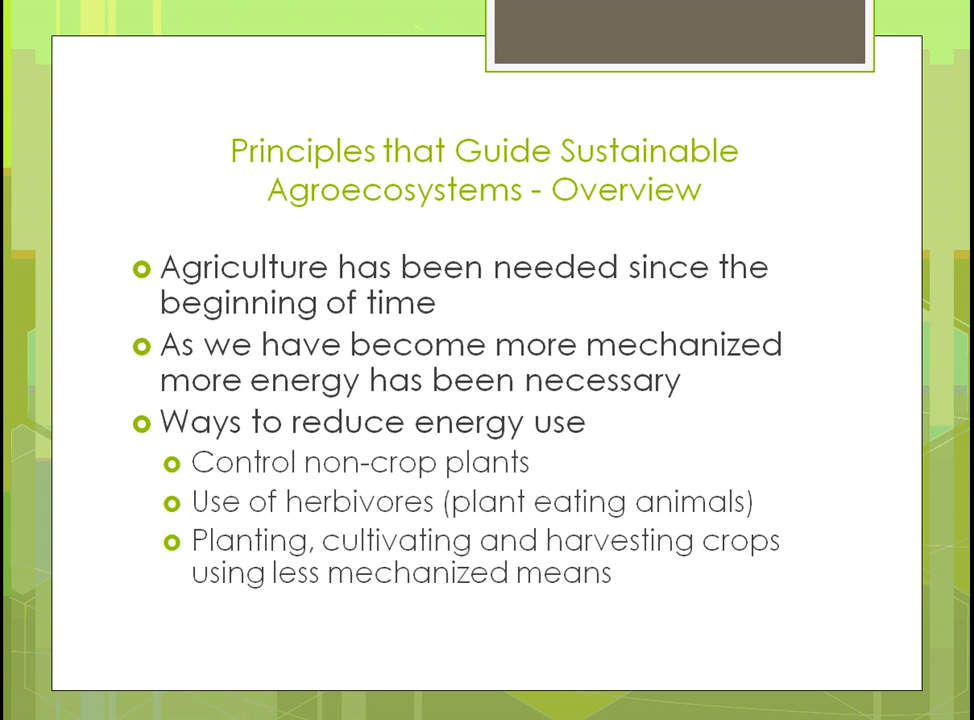 Principles that Guide Sustainable
Agroecosystems - Overview
Agriculture has been needed since the
beginning of time
As we have become more mechanized
more energy has been necessary
Ways to reduce energy use
Control non-crop plants
Use of herbivores (plant eating animals)
Planting, cultivating and harvesting crops
using less mechanized means